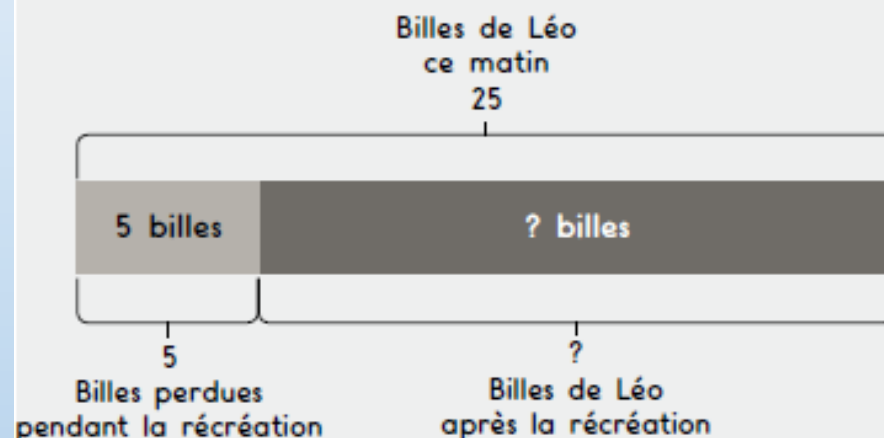 Billes de Léo
ce matin
25
5 billes
? billes
5
Billes perdues
pendant la récréation
?
Billes de Léo
après la récréation